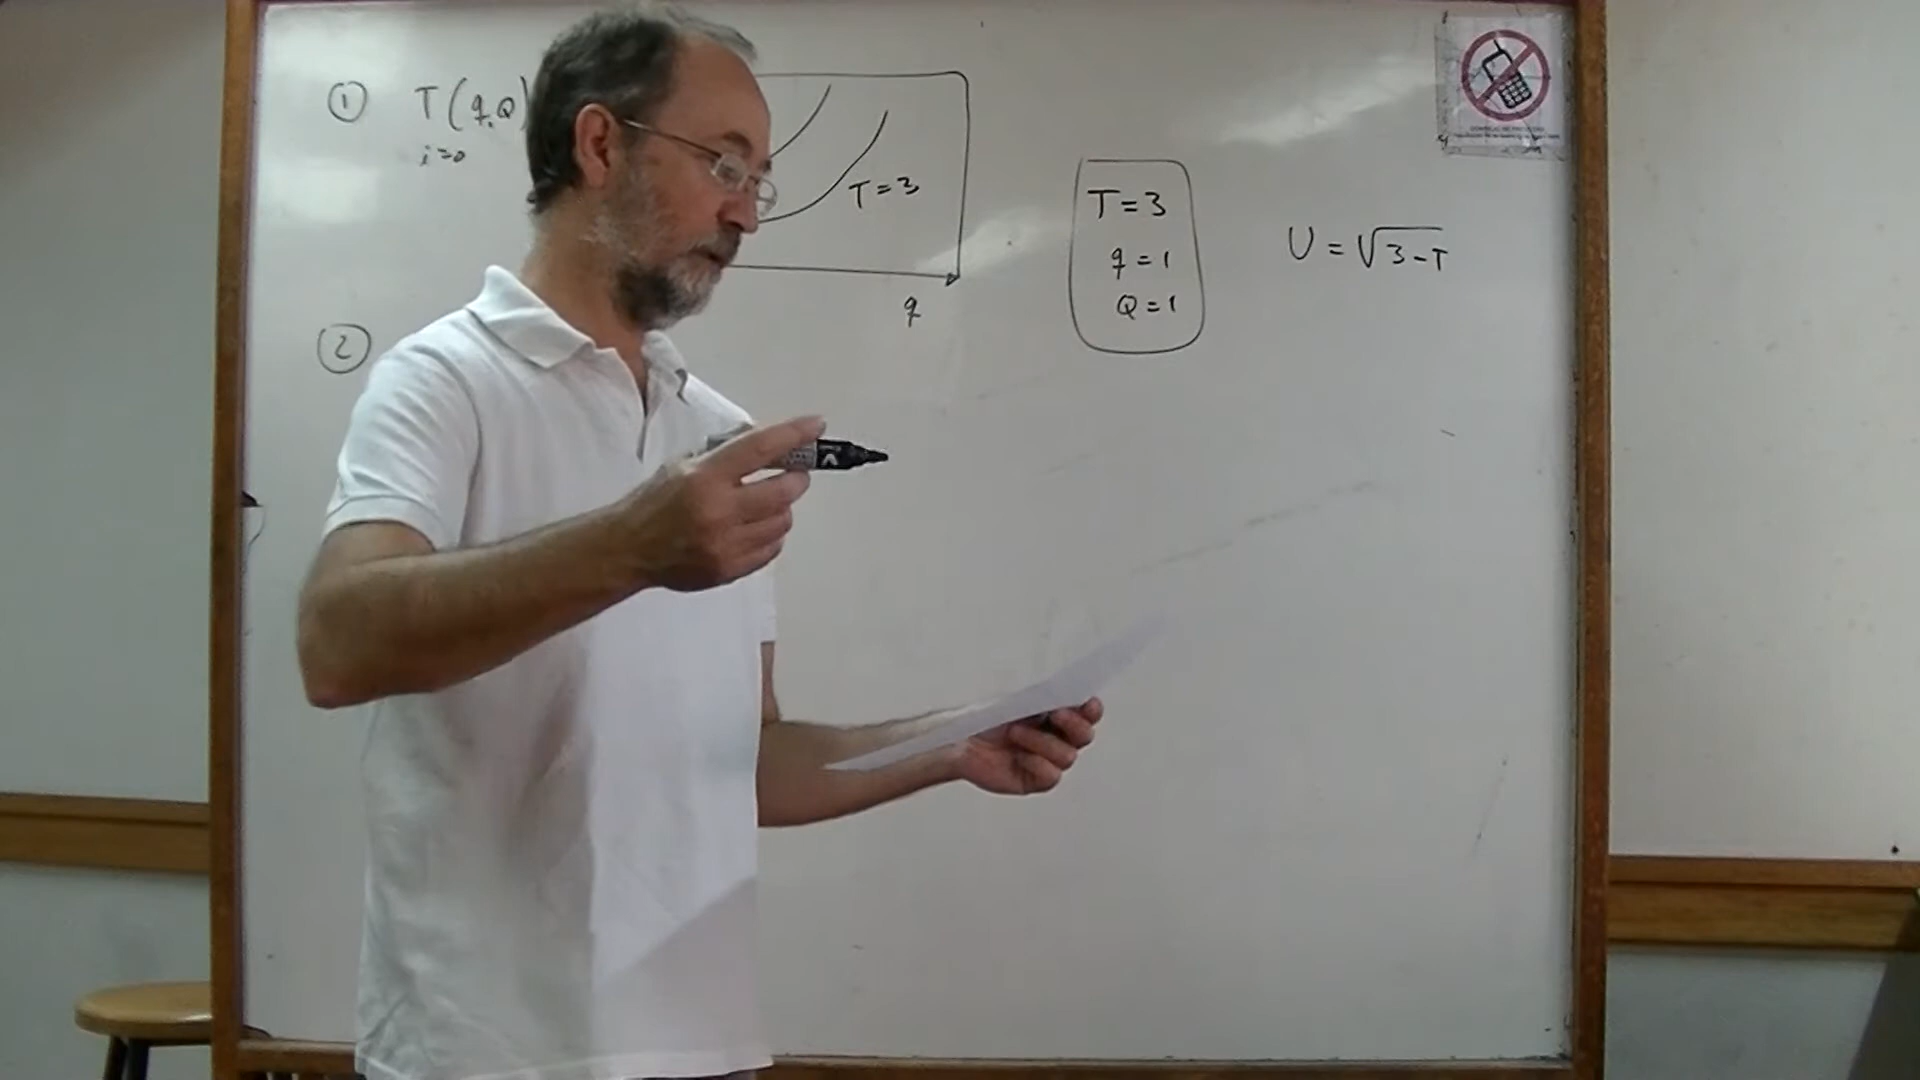 ① T(q,Q)
i=0
T=3
q
T=3
q=1
Q=1
U=√3-T
②